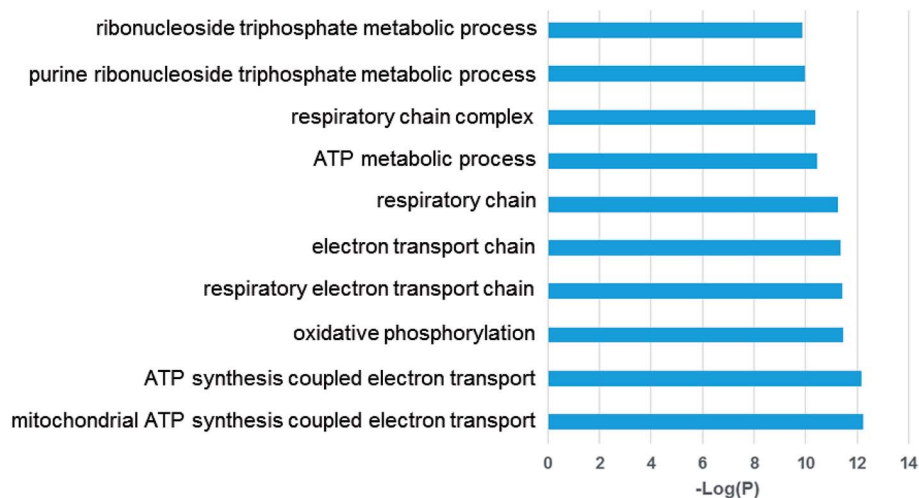 ribonucleoside triphosphate metabolic process
purine ribonucleoside triphosphate metabolic process
respiratory chain complex
ATP metabolic process
respiratory chain
electron transport chain
respiratory electron transport chain
oxidative phosphorylation
ATP synthesis coupled electron transport
mitochondrial ATP synthesis coupled electron transport
0 2 4 6 8 10 12 14
-Log(P)